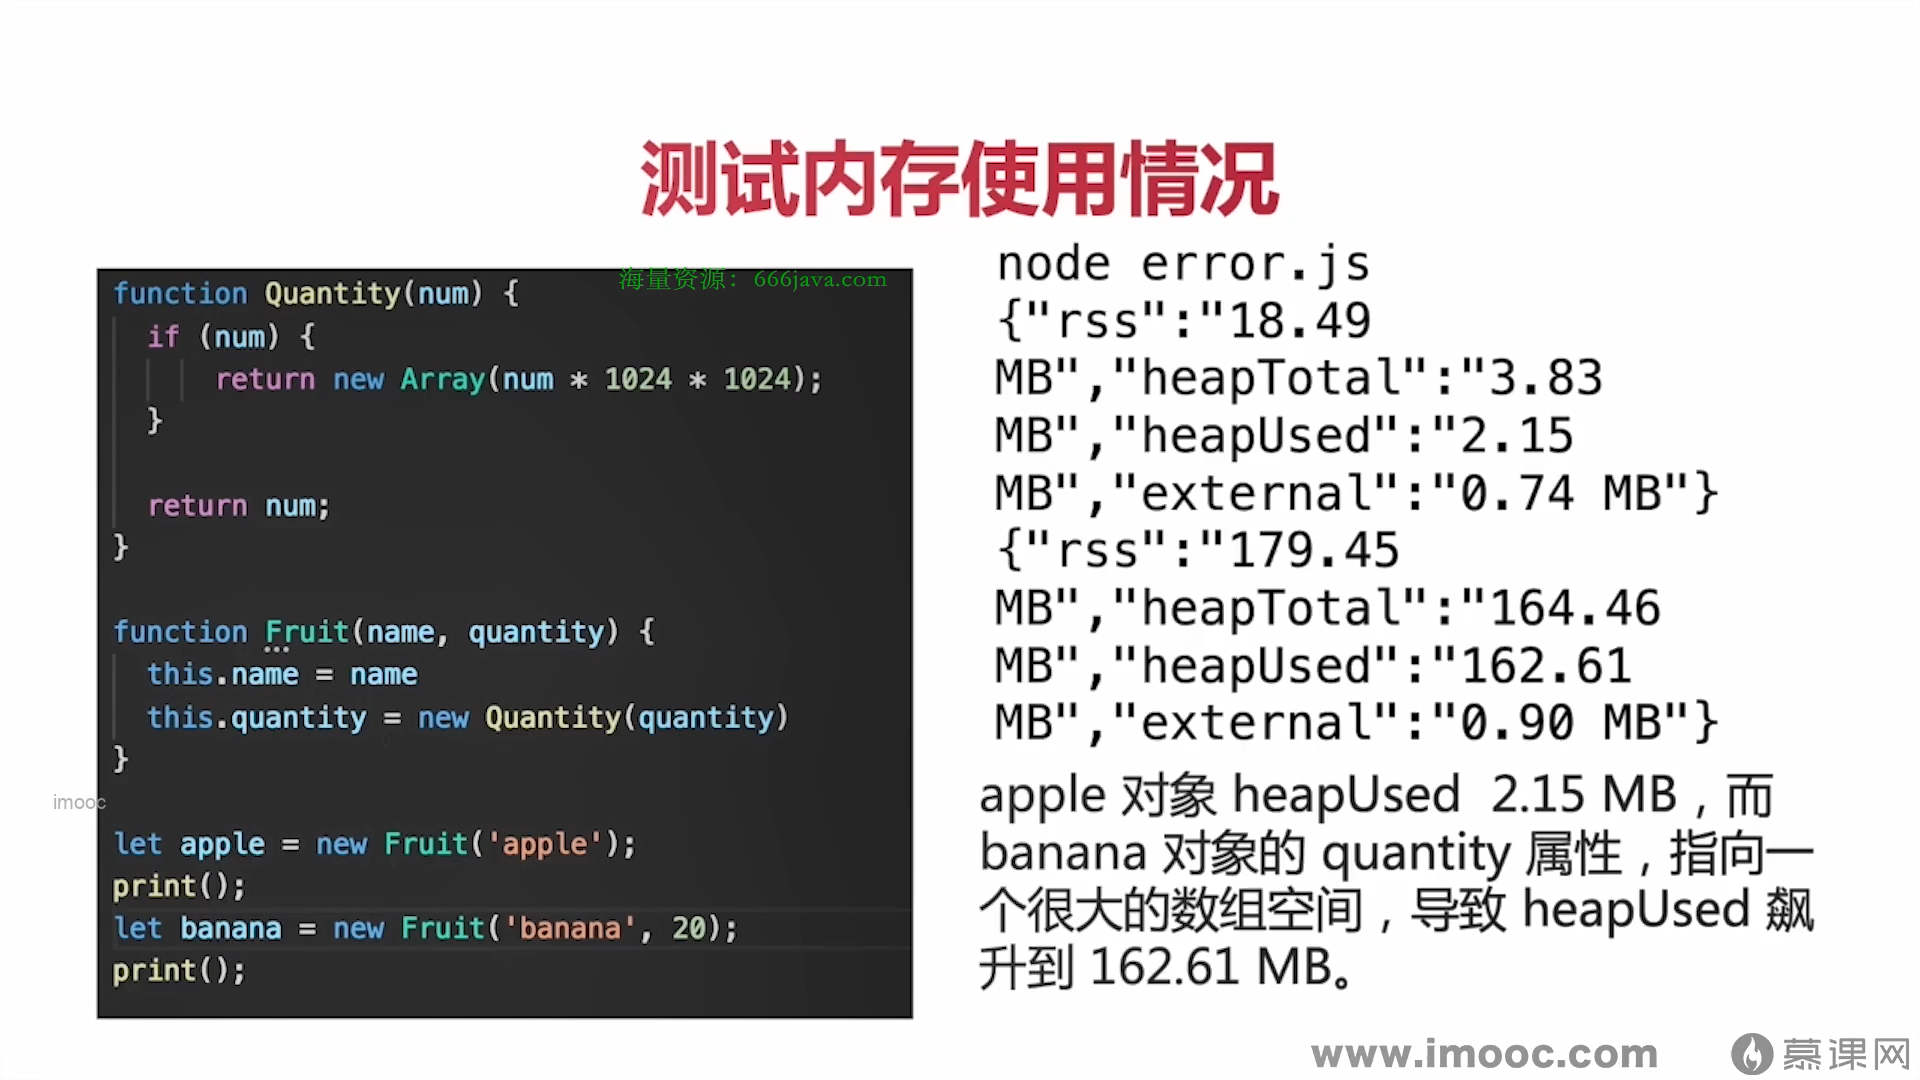 测试内存使用情况
海量资源：666java.com
function Quantity(num) {
if (num) {
return new Array(num * 1024 * 1024);
}
return num;
}
function Fruit(name, quantity) {
this.name = name
this.quantity = new Quantity(quantity)
}
let apple = new Fruit('apple');
print();
let banana = new Fruit('banana', 20);
print();
imooc
node error.js
{"rss":"18.49
MB","heapTotal":"3.83
MB","heapUsed":"2.15
MB","external":"0.74 MB"}
{"rss":"179.45
MB","heapTotal":"164.46
MB","heapUsed":"162.61
MB","external":"0.90 MB"}
apple 对象 heapUsed 2.15 MB，而
banana 对象的 quantity 属性，指向一
个很大的数组空间，导致 heapUsed 飙
升到 162.61 MB。
www.imooc.com
慕课网